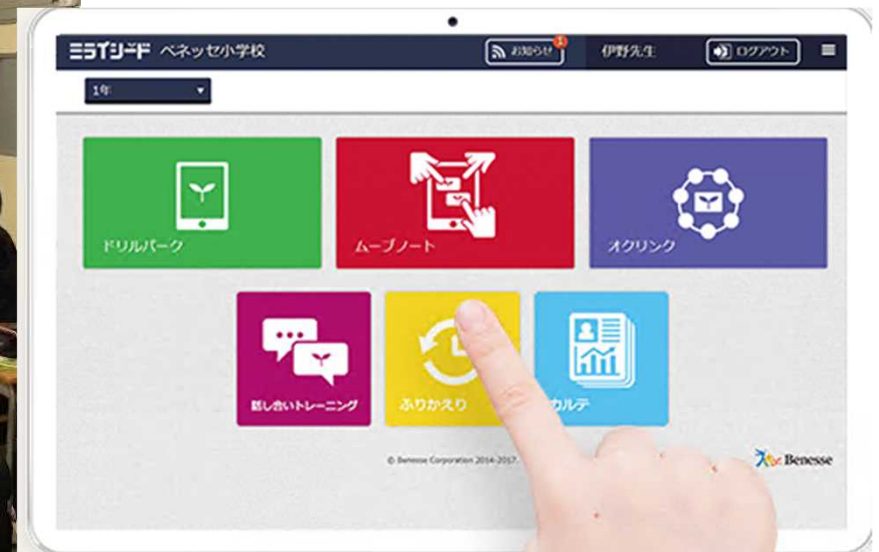 ミライシード ベネッセ小学校
お知らせ 1
伊野先生
ログアウト
1年
ドリルパーク
ムーブノート
オクリンク
話し合いトレーニング
ふりかえり
カルテ
© Benesse Corporation 2014-2017.
Benesse